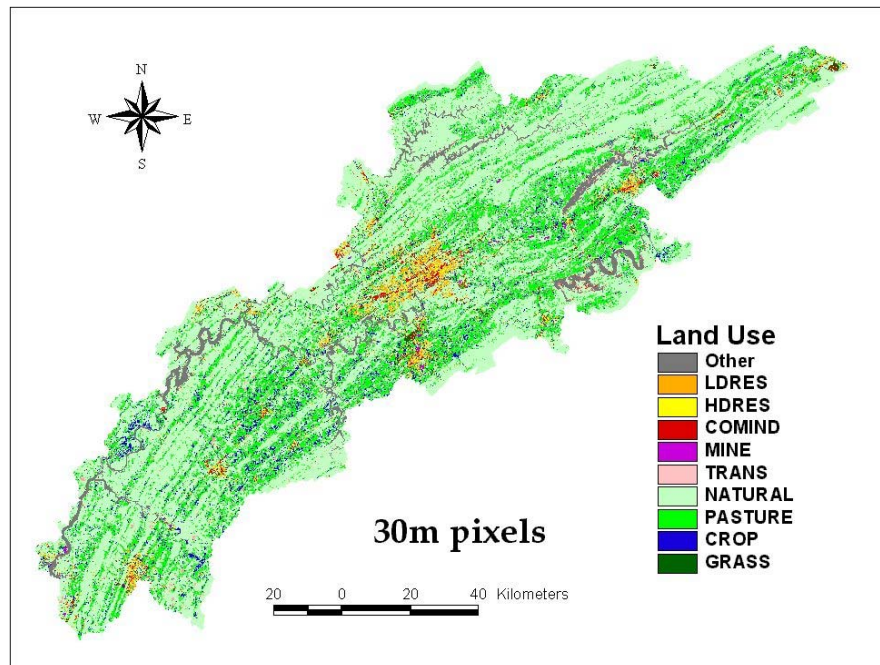 N
W E
S
Land Use
Other
LDRES
HDRES
COMIND
MINE
TRANS
NATURAL
PASTURE
CROP
GRASS
30m pixels
20 0 20 40 Kilometers